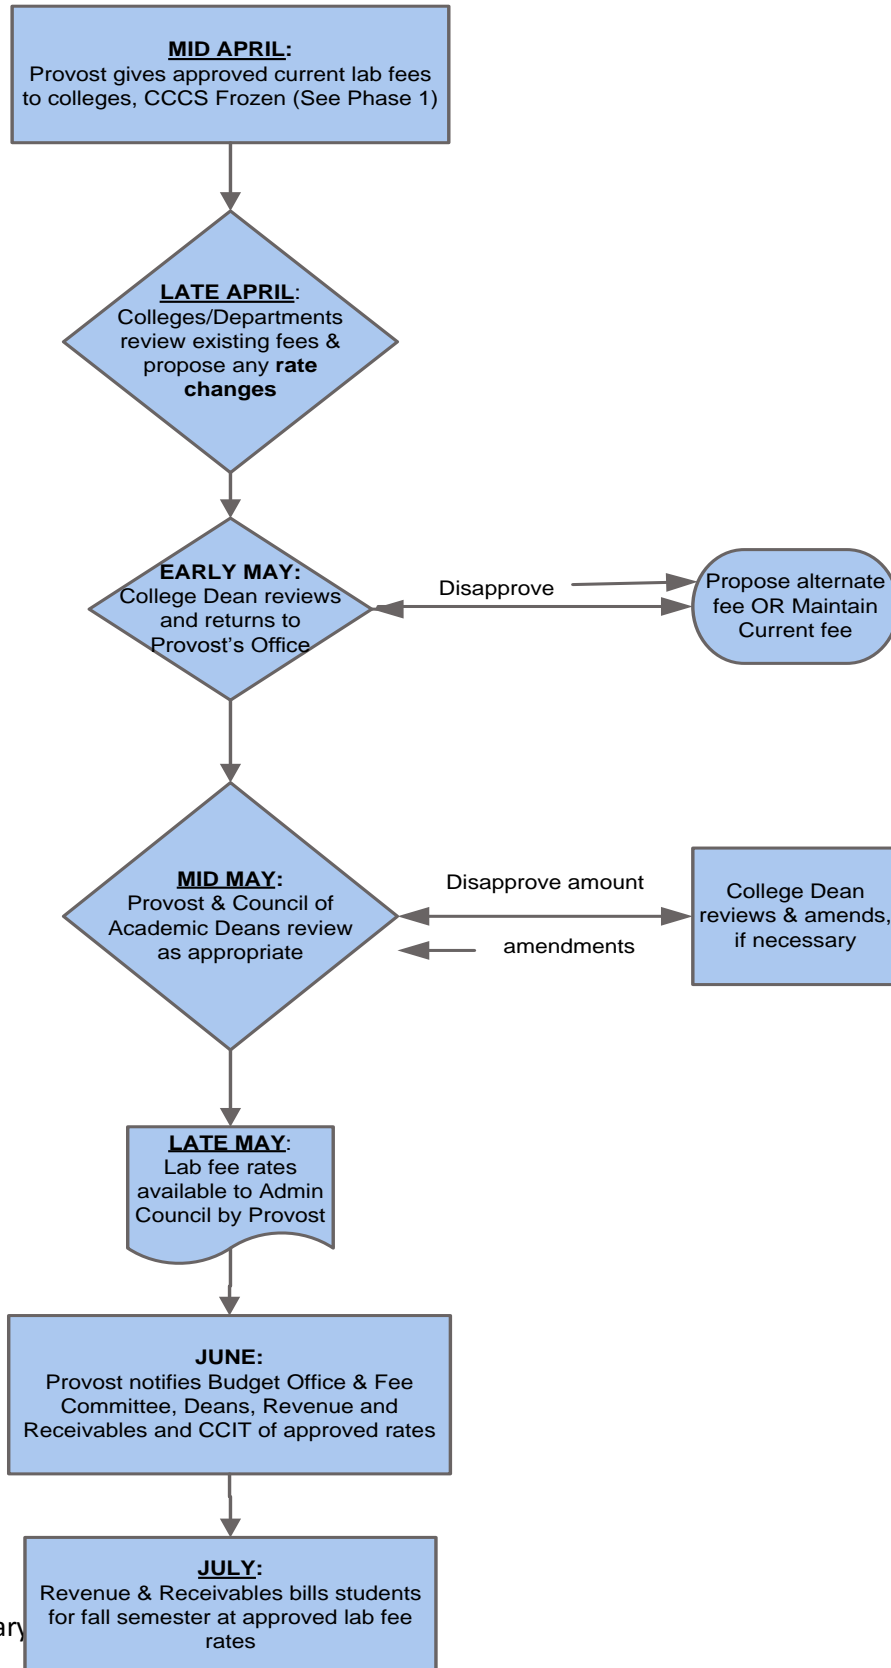 MID APRIL:
Provost gives approved current lab fees
to colleges, CCCS Frozen (See Phase 1)
LATE APRIL:
Colleges/Departments
review existing fees &
propose any rate
changes
EARLY MAY:
College Dean reviews
and returns to
Provost's Office
Disapprove
Propose alternate
fee OR Maintain
Current fee
MID MAY:
Provost & Council of
Academic Deans review
as appropriate
Disapprove amount
amendments
College Dean
reviews & amends,
if necessary
LATE MAY:
Lab fee rates
available to Admin
Council by Provost
JUNE:
Provost notifies Budget Office & Fee
Committee, Deans, Revenue and
Receivables and CCIT of approved rates
JULY:
Revenue & Receivables bills students
for fall semester at approved lab fee
rates